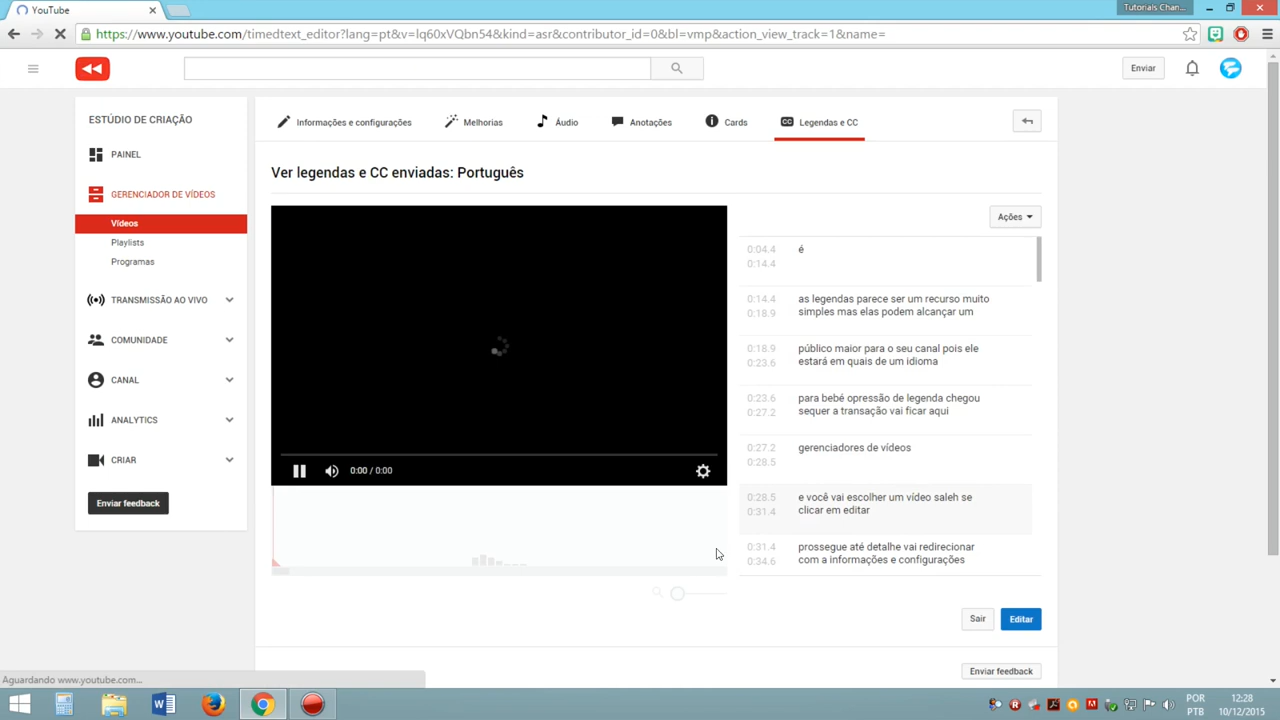 YouTube
Tutorials Chan...
https://www.youtube.com/timedtext_editor?lang=pt&v=lq60xVQbn54&kind=asr&contributor_id=0&bl=vmp&action_view_track=1&name=
Enviar
ESTÚDIO DE CRIAÇÃO
PAINEL
GERENCIADOR DE VÍDEOS
Vídeos
Playlists
Programas
TRANSMISSÃO AO VIVO
COMUNIDADE
CANAL
ANALYTICS
CRIAR
Enviar feedback
Informações e configurações
Melhorias
Áudio
Anotações
Cards
CC Legendas e CC
Ver legendas e CC enviadas: Português
0:00 / 0:00
Ações
0:04.4 é
0:14.4
0:14.4 as legendas parece ser um recurso muito
0:18.9 simples mas elas podem alcançar um
0:18.9 público maior para o seu canal pois ele
0:23.6 estará em quais de um idioma
0:23.6 para bebé opressão de legenda chegou
0:27.2 sequer a transação vai ficar aqui
0:27.2 gerenciadores de vídeos
0:28.5
0:28.5 e você vai escolher um vídeo saleh se
0:31.4 clicar em editar
0:31.4 prossegue até detalhe vai redirecionar
0:34.6 com a informações e configurações
Sair
Editar
Enviar feedback
Aguardando www.youtube.com...
POR
PTB
12:28
10/12/2015